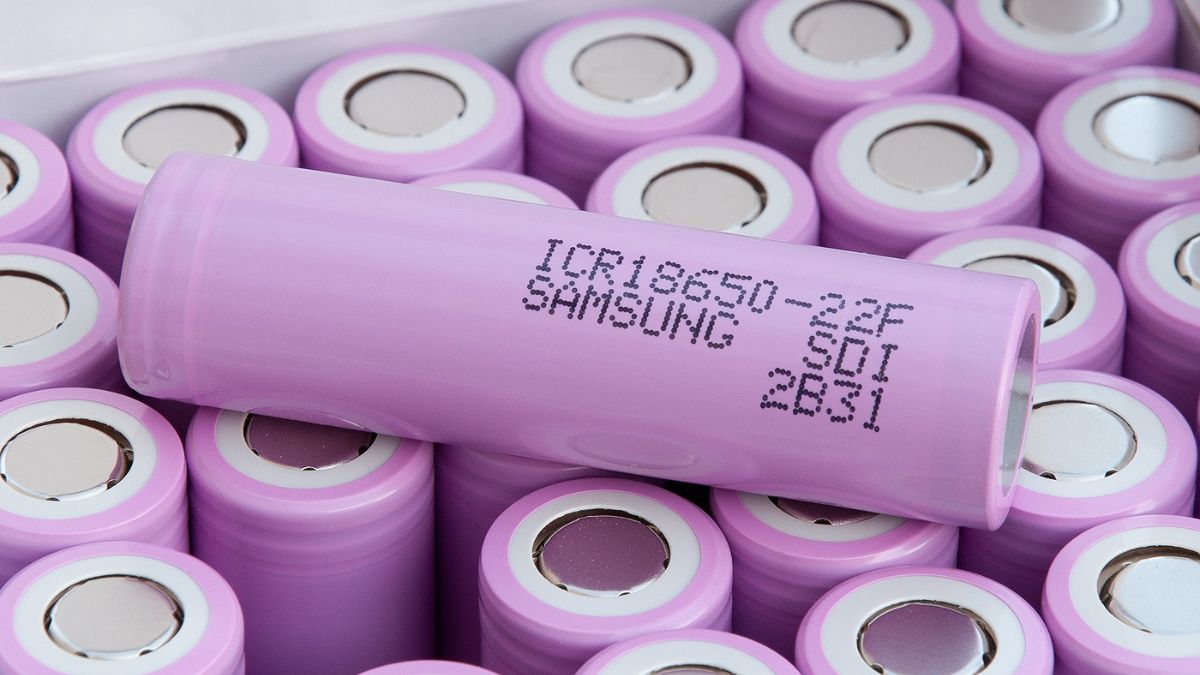 ICR18650-22F
SAMSUNG SDI
2B31